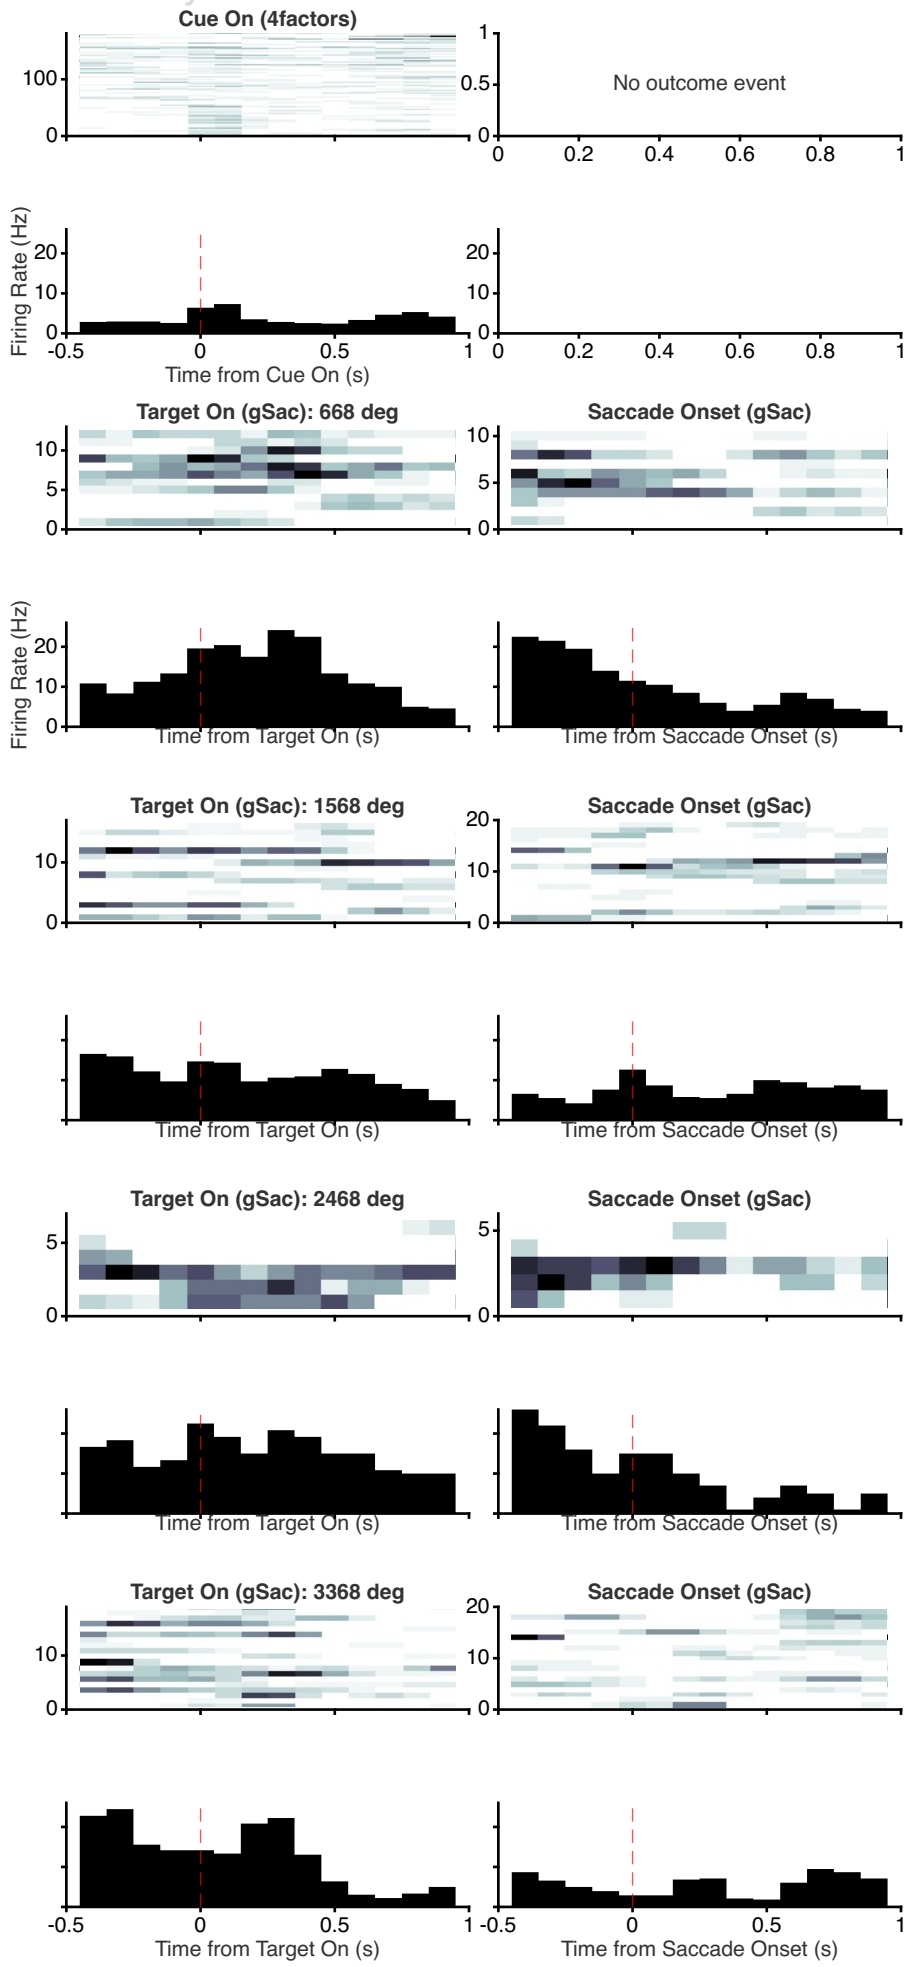 Cue On (4factors)
100
0
1
0.5
0
No outcome event
0 0.2 0.4 0.6 0.8 1
Firing Rate (Hz)
20
10
0
-0.5 0 0.5 1
Time from Cue On (s)
20
10
0
0 0.2 0.4 0.6 0.8 1
Target On (gSac): 668 deg
10
5
0
Saccade Onset (gSac)
10
5
0
Firing Rate (Hz)
20
10
0
Time from Target On (s)
Time from Saccade Onset (s)
Target On (gSac): 1568 deg
10
0
Saccade Onset (gSac)
20
10
0
Time from Target On (s)
Time from Saccade Onset (s)
Target On (gSac): 2468 deg
5
0
Saccade Onset (gSac)
5
0
Time from Target On (s)
Time from Saccade Onset (s)
Target On (gSac): 3368 deg
10
0
Saccade Onset (gSac)
20
10
0
-0.5 0 0.5 1
Time from Target On (s)
-0.5 0 0.5 1
Time from Saccade Onset (s)